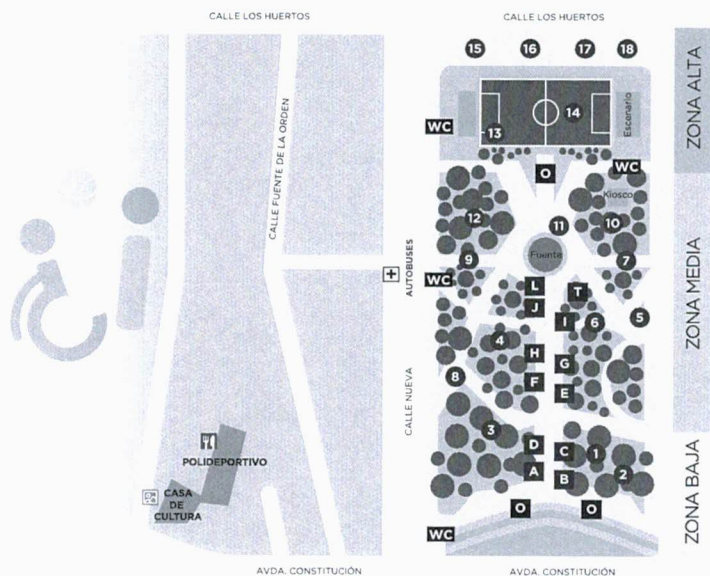 CALLE LOS HUERTOS
CALLE LOS HUERTOS
15
16
17
18
ZONA ALTA
14
Escenario
WC
13
CALLE FUENTE DE LA ORDEN
O
WC
Kiosco
12
11
10
Fuente
9
7
AUTOBUSES
WC
L
T
J
I
6
5
ZONA MEDIA
4
H
G
8
F
E
CALLE NUEVA
3
D
C
1
A
B
2
POLIDEPORTIVO
CASA
DE
CULTURA
O
O
WC
ZONA BAJA
AVDA. CONSTITUCIÓN
AVDA. CONSTITUCIÓN